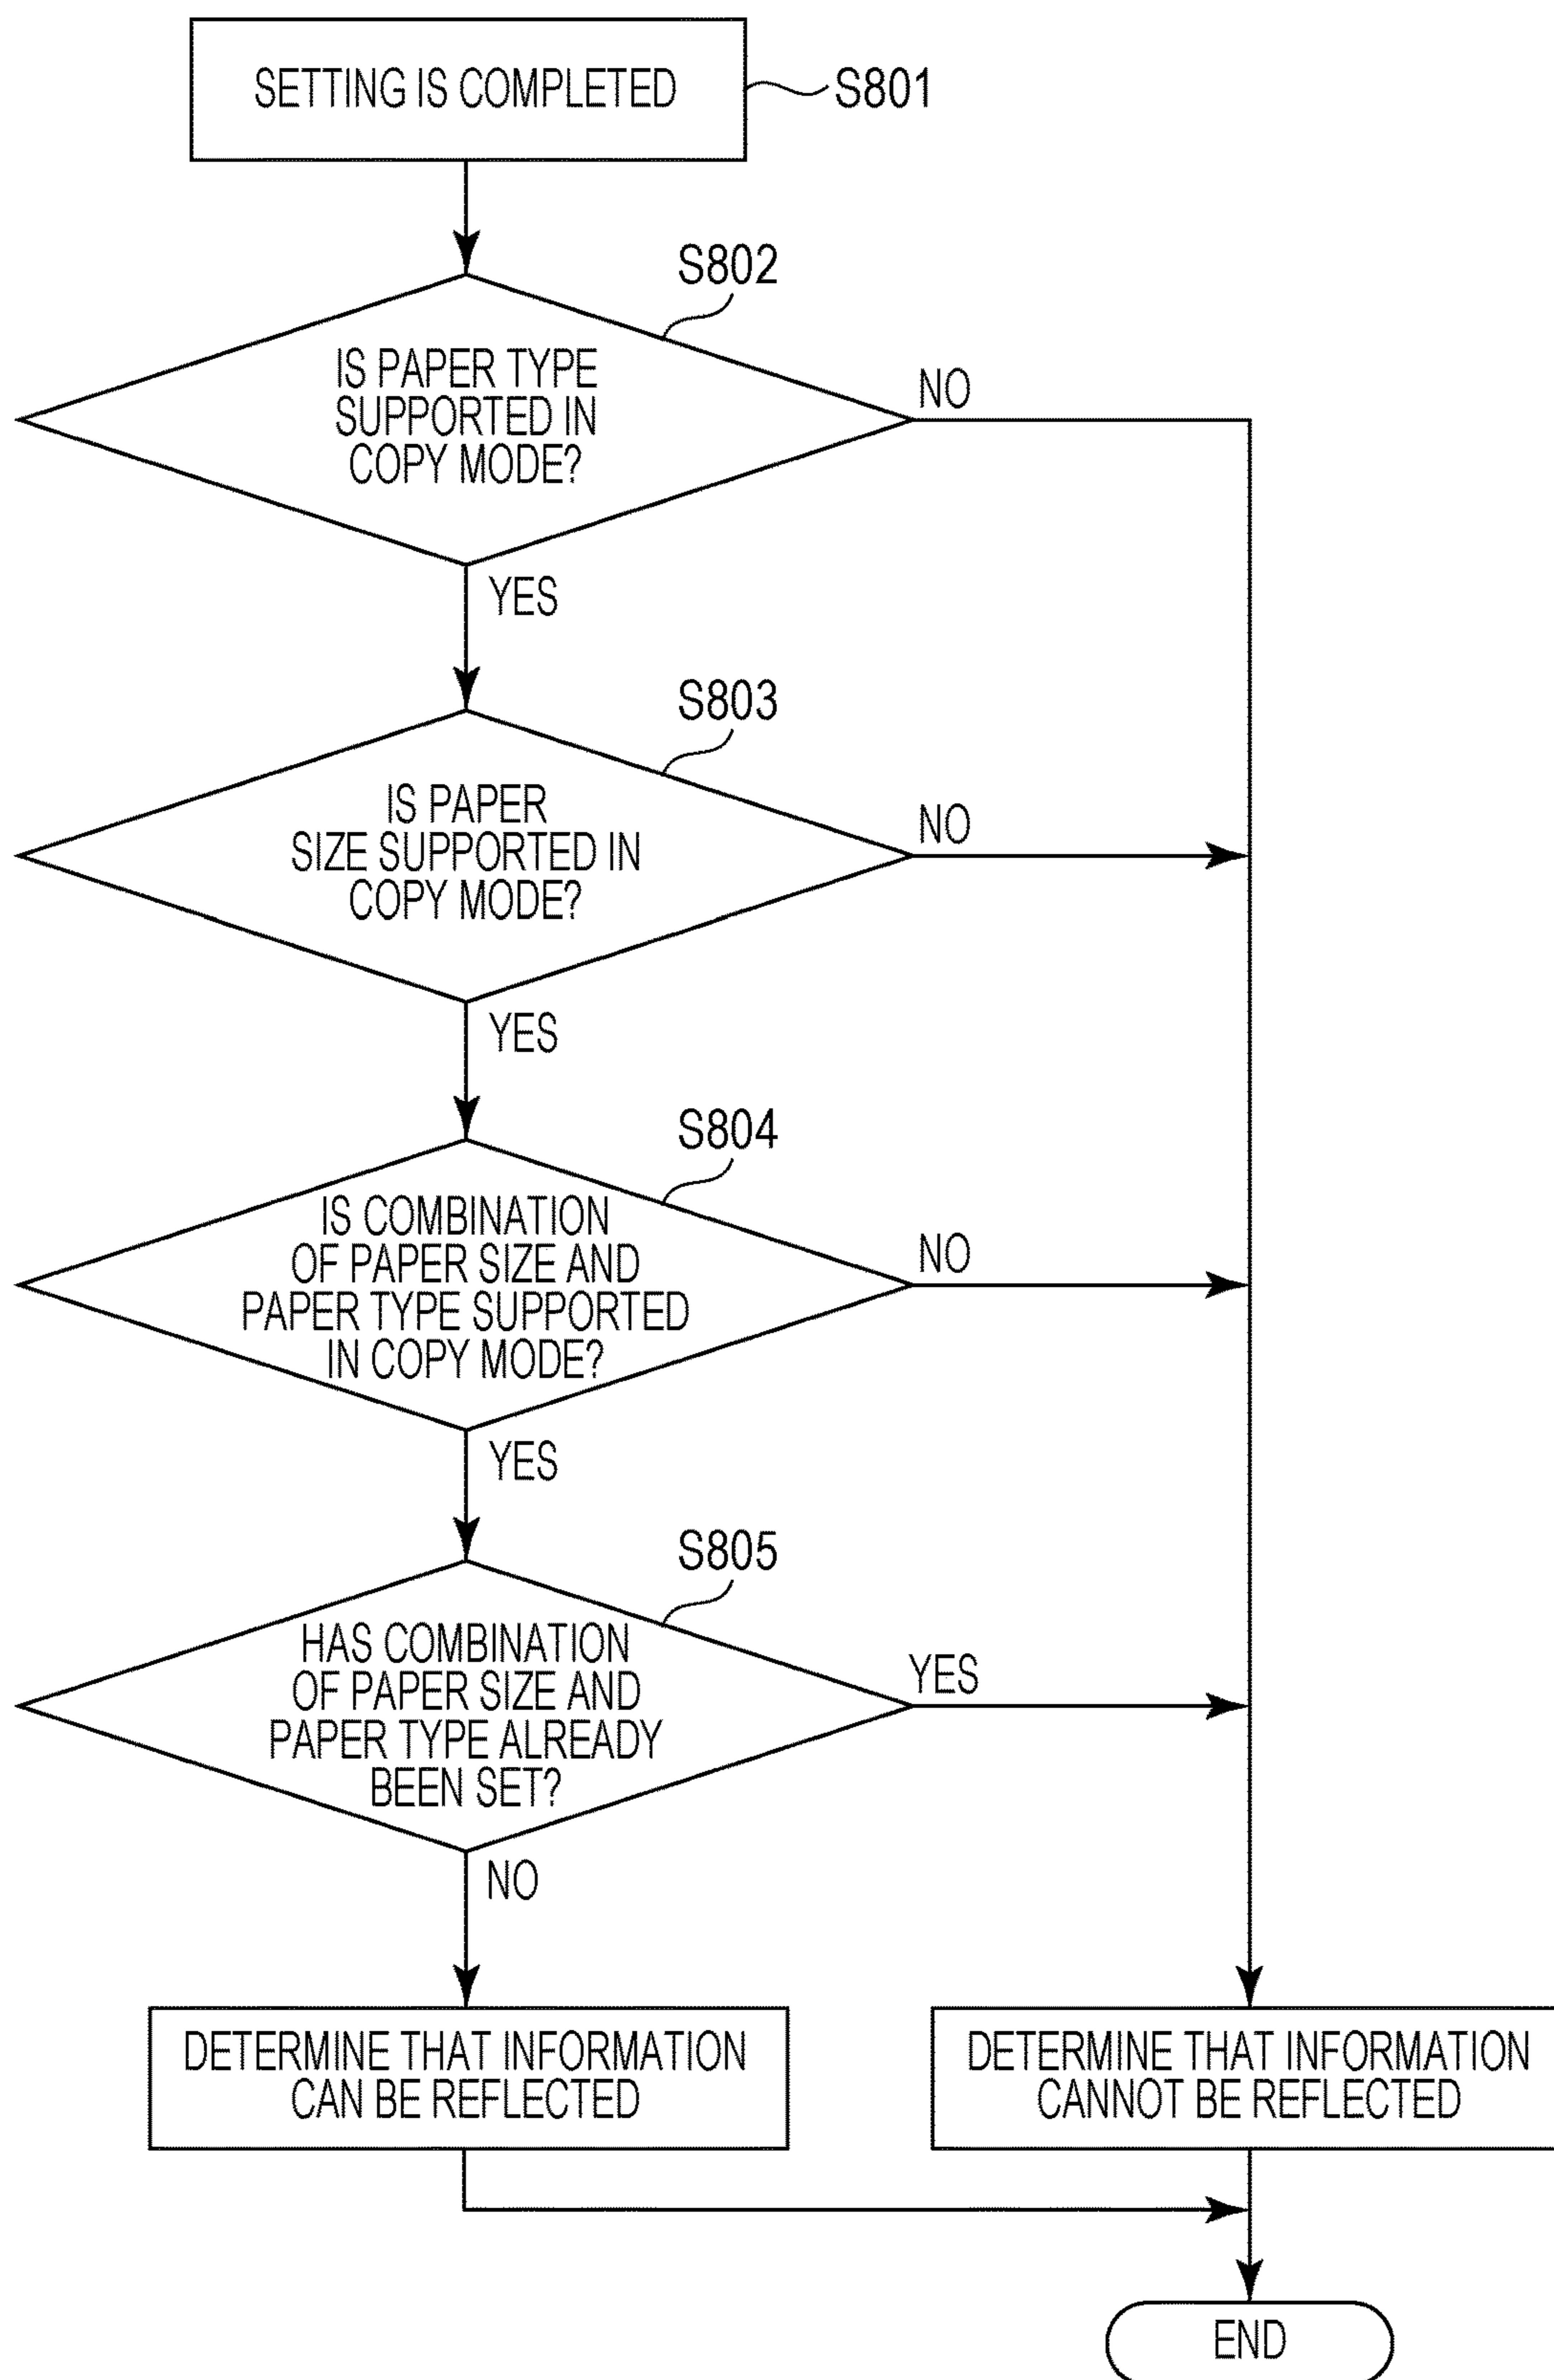 SETTING IS COMPLETED
S801
S802
IS PAPER TYPE
SUPPORTED IN
COPY MODE?
NO
YES
S803
IS PAPER
SIZE SUPPORTED IN
COPY MODE?
NO
YES
S804
IS COMBINATION
OF PAPER SIZE AND
PAPER TYPE SUPPORTED
IN COPY MODE?
NO
YES
S805
HAS COMBINATION
OF PAPER SIZE AND
PAPER TYPE ALREADY
BEEN SET?
YES
NO
DETERMINE THAT INFORMATION
CAN BE REFLECTED
DETERMINE THAT INFORMATION
CANNOT BE REFLECTED
END